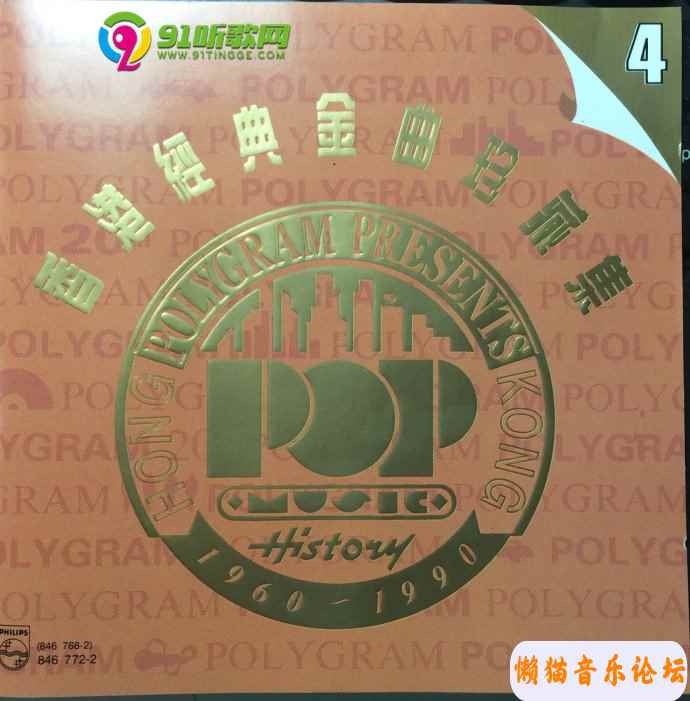 91听歌网
WWW.91TINGGE.COM
4
香港經典金曲 集
POLYGRAM PRESENTS
HONG KONG
POP
MUSIC
History
1960 - 1990
PHILIPS
(846 768-2)
846 772-2
POLYGRAM
懒猫音乐论坛